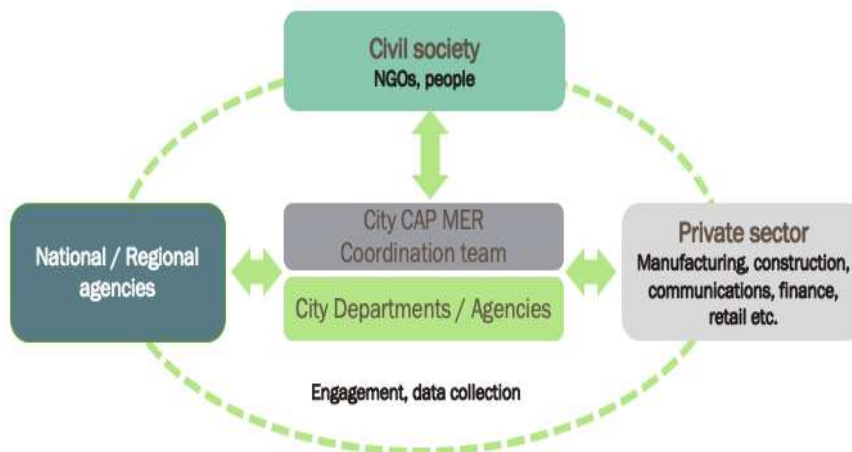 Civil society
NGOs, people
City CAP MER
Coordination team
National / Regional
agencies
City Departments / Agencies
Private sector
Manufacturing, construction,
communications, finance,
retail etc.
Engagement, data collection